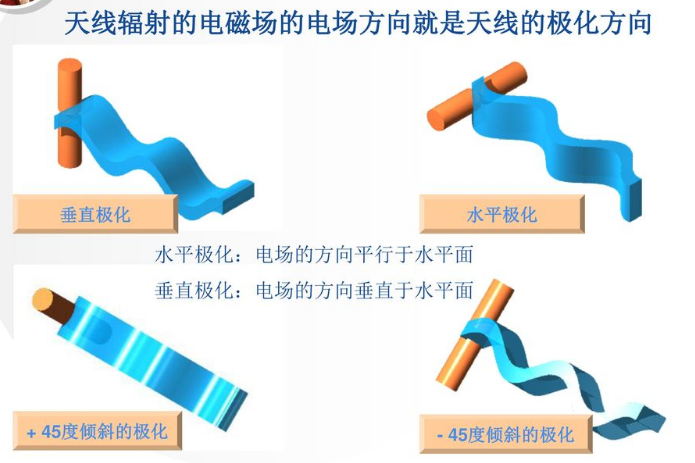 天线辐射的电磁场的电场方向就是天线的极化方向
垂直极化
水平极化
水平极化：电场的方向平行于水平面
垂直极化：电场的方向垂直于水平面
+ 45度倾斜的极化
- 45度倾斜的极化